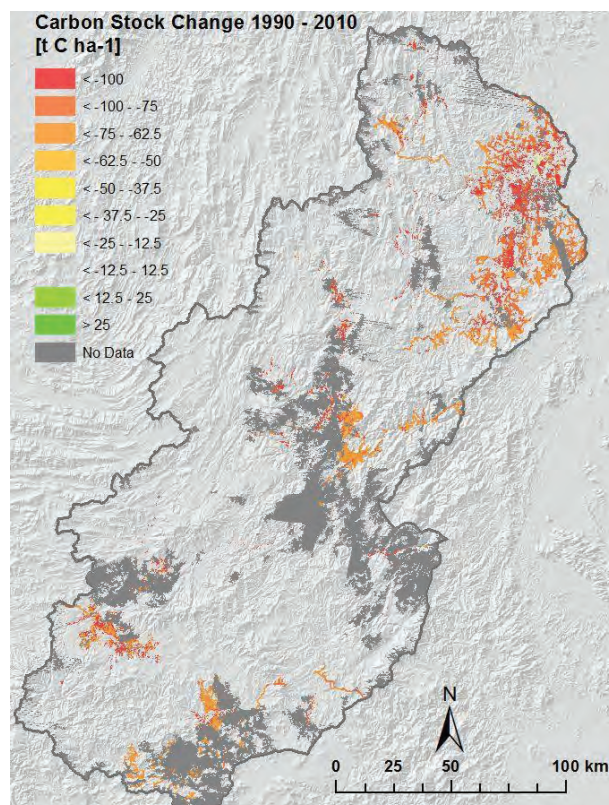 Carbon Stock Change 1990 - 2010
[t C ha-1]
< -100
< -100 - -75
< -75 - -62.5
< -62.5 - -50
< -50 - -37.5
< - 37.5 - -25
< -25 - -12.5
< -12.5 - 12.5
< 12.5 - 25
> 25
No Data
N
0 25 50 100 km